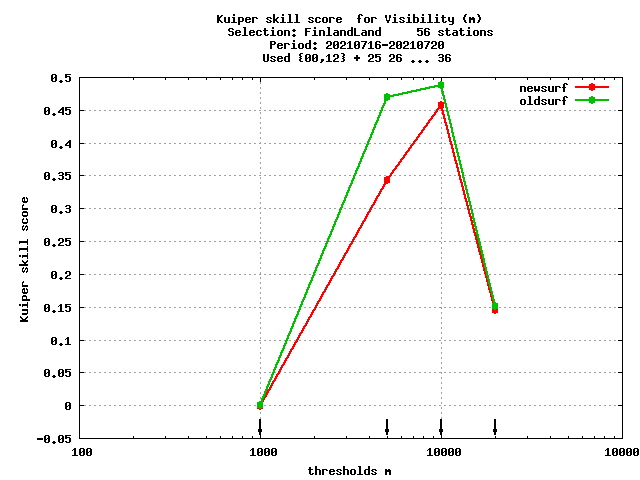 Kuiper skill score  for Visibility (m)
Selection: FinlandLand     56 stations
Period: 20210716-20210720
Used {00,12} + 25 26 ... 36
newsurf
oldsurf
0.5
0.45
0.4
0.35
0.3
0.25
0.2
0.15
0.1
0.05
0
-0.05
Kuiper skill score
100
1000
10000
10000
thresholds m